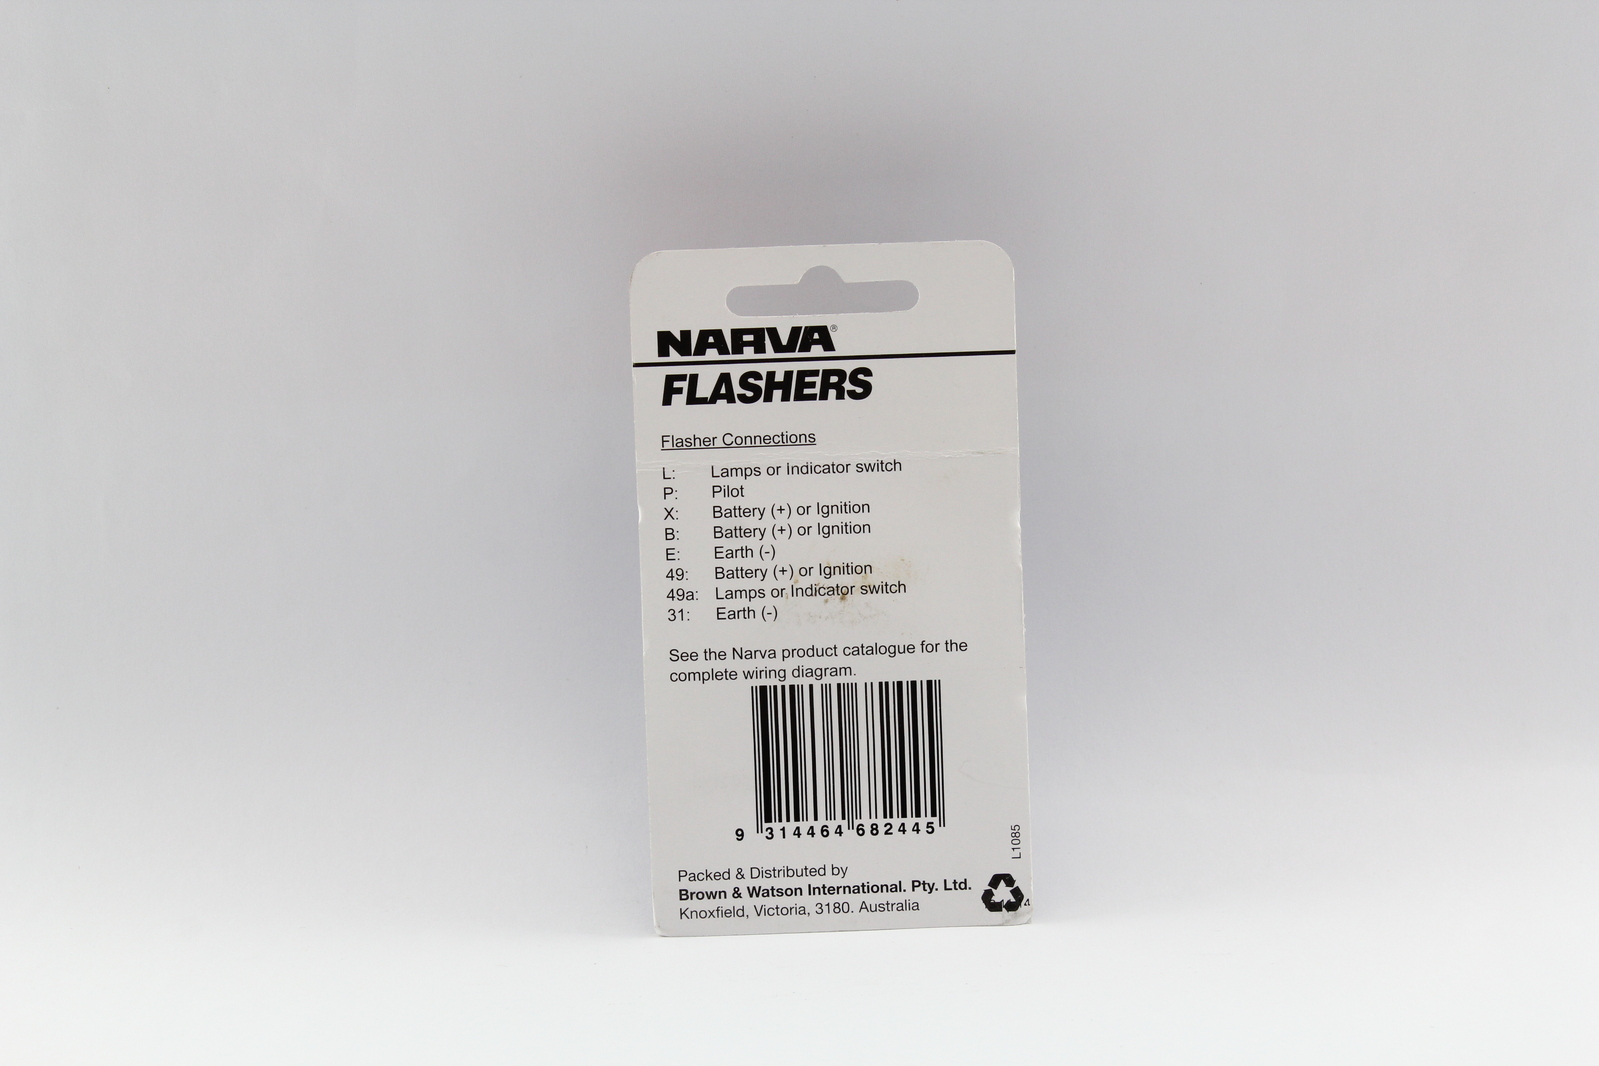 NARVA®
FLASHERS
Flasher Connections
L: Lamps or Indicator switch
P: Pilot
X: Battery (+) or Ignition
B: Battery (+) or Ignition
E: Earth (-)
49: Battery (+) or Ignition
49a: Lamps or Indicator switch
31: Earth (-)
See the Narva product catalogue for the
complete wiring diagram.
9 314464 682445
L1085
Packed & Distributed by
Brown & Watson International. Pty. Ltd.
Knoxfield, Victoria, 3180. Australia